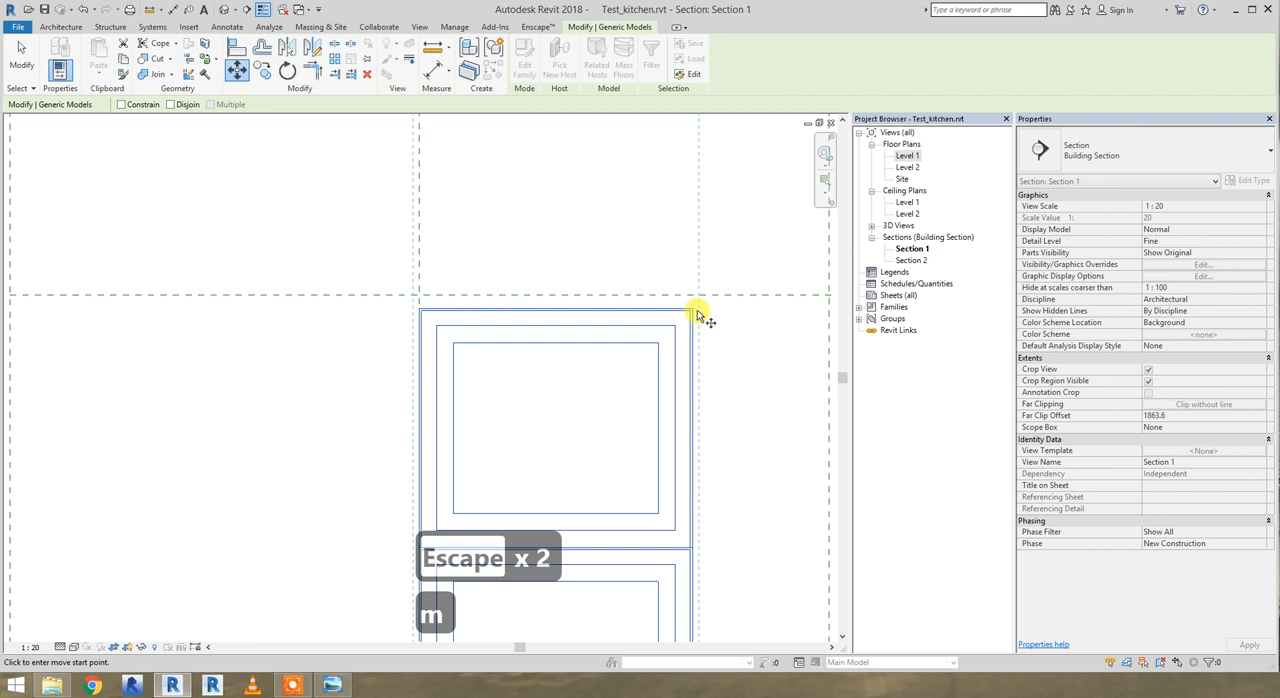 Autodesk Revit 2018 - Test_kitchen.rvt - Section: Section 1
Type a keyword or phrase
Sign In
File Architecture Structure Systems Insert Annotate Analyze Massing & Site Collaborate View Manage Add-Ins Enscape™ Modify | Generic Models
Modify
Paste
Cope
Cut
Join
Edit Family
Pick New Host
Related Hosts
Mass Floors
Filter
Save
Load
Edit
Select Properties Clipboard Geometry Modify View Measure Create Mode Host Model Selection
Modify | Generic Models Constrain Disjoin Multiple
Project Browser - Test_kitchen.rvt
Views (all)
Floor Plans
Level 1
Level 2
Site
Ceiling Plans
Level 1
Level 2
3D Views
Sections (Building Section)
Section 1
Section 2
Legends
Schedules/Quantities
Sheets (all)
Families
Groups
Revit Links
Properties
Section
Building Section
Section: Section 1 Edit Type
Graphics
View Scale 1 : 20
Scale Value 1: 20
Display Model Normal
Detail Level Fine
Parts Visibility Show Original
Visibility/Graphics Overrides Edit...
Graphic Display Options Edit...
Hide at scales coarser than 1 : 100
Discipline Architectural
Show Hidden Lines By Discipline
Color Scheme Location Background
Color Scheme <none>
Default Analysis Display Style None
Extents
Crop View
Crop Region Visible
Annotation Crop
Far Clipping Clip without line
Far Clip Offset 1863.6
Scope Box None
Identity Data
View Template <None>
View Name Section 1
Dependency Independent
Title on Sheet
Referencing Sheet
Referencing Detail
Phasing
Phase Filter Show All
Phase New Construction
Properties help Apply
Escape x 2
m
1 : 20
Click to enter move start point.
:0
Main Model
:0